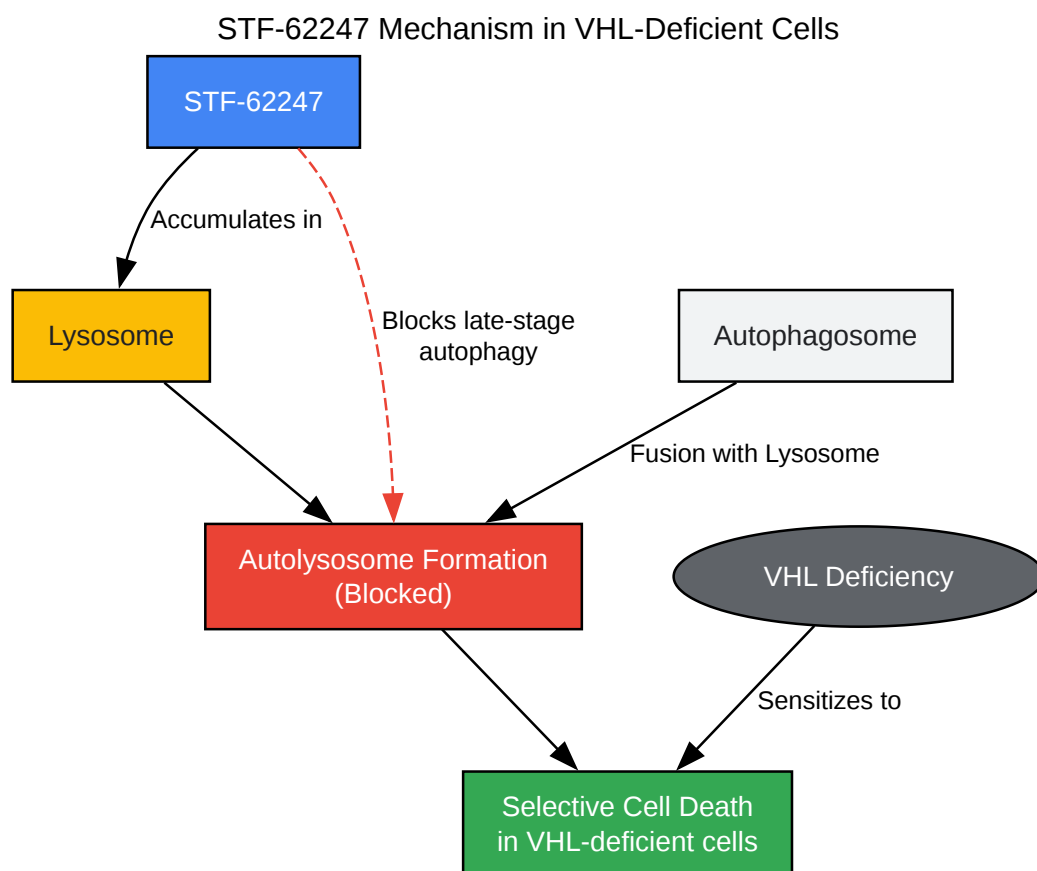 STF-62247 Mechanism in VHL-Deficient Cells
STF-62247
Accumulates in
Lysosome
Blocks late-stage
autophagy
Autophagosome
Fusion with Lysosome
Autolysosome Formation
(Blocked)
VHL Deficiency
Sensitizes to
Selective Cell Death
in VHL-deficient cells